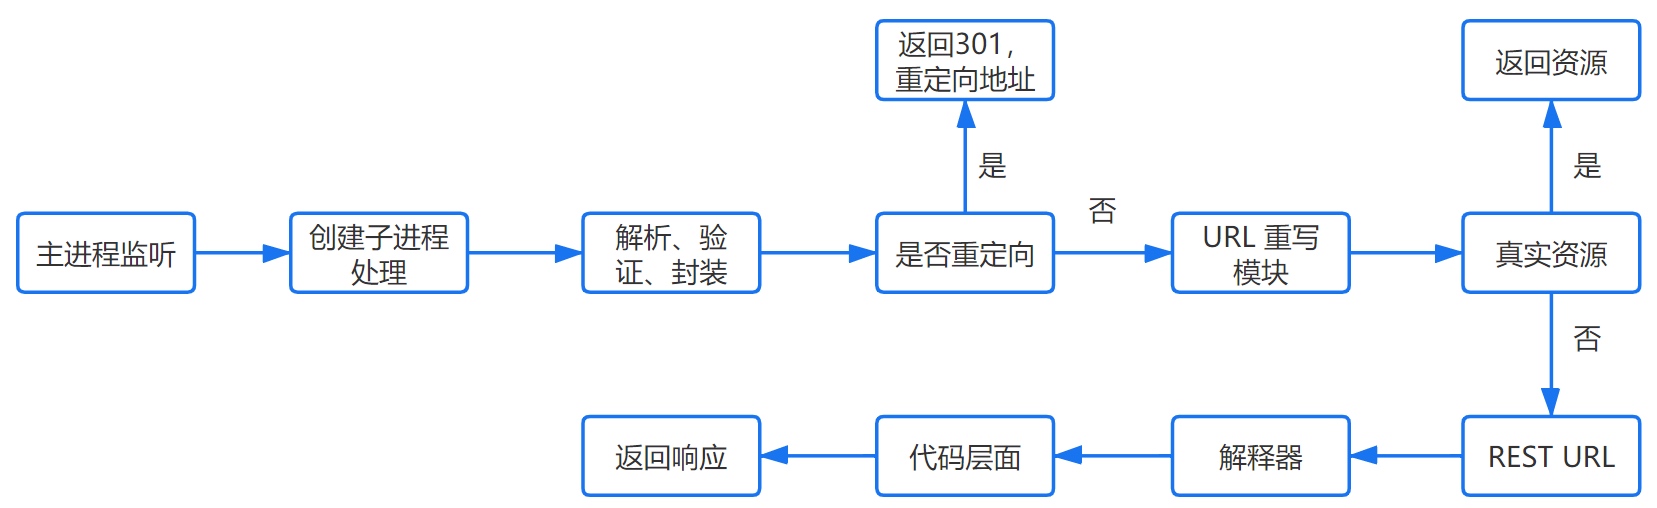 返回301，
重定向地址
返回资源
是
是
否
主进程监听
创建子进程
处理
解析、验
证、封装
是否重定向
URL 重写
模块
真实资源
否
返回响应
代码层面
解释器
REST URL